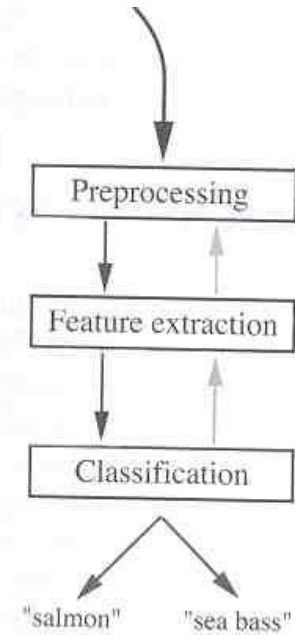 Preprocessing
Feature extraction
Classification
"salmon" "sea bass"